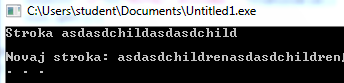 C:\Users\student\Documents\Untitled1.exe
Stroka asdasdchildasdasdchild
Novaj stroka: asdasdchildrenasdasdchildren
- - -